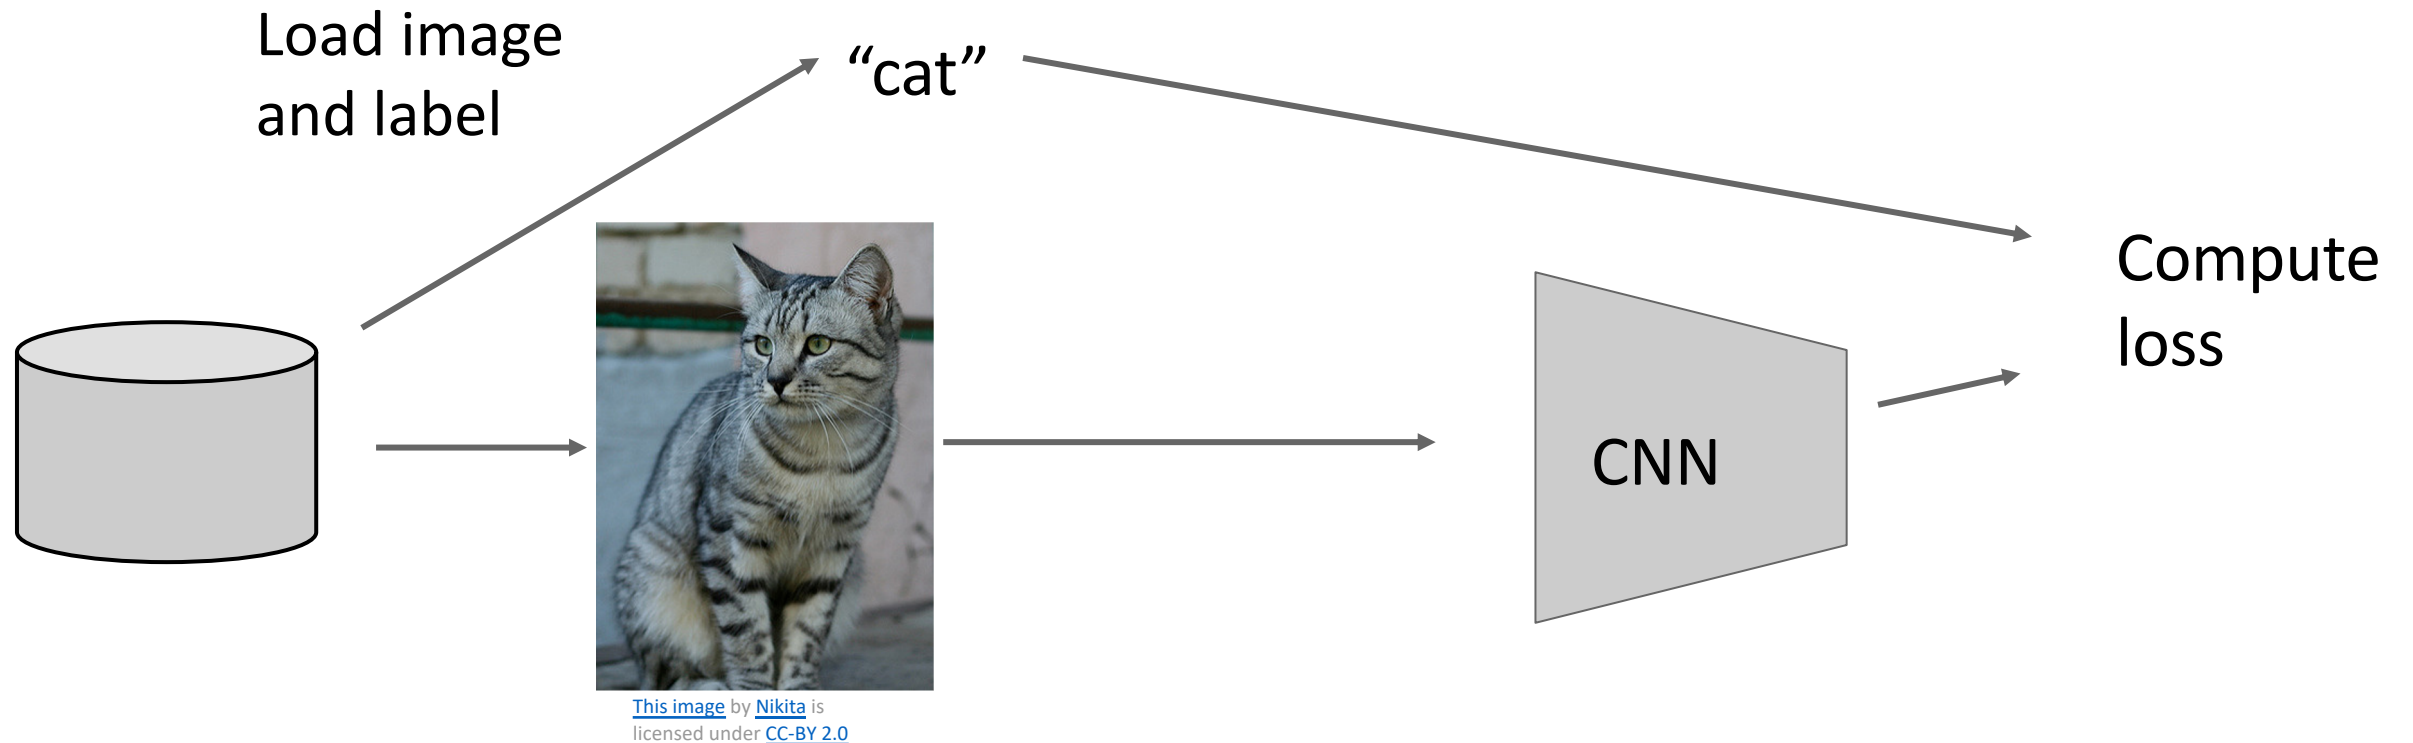 Load image
and label
“cat”
Compute
loss
CNN
This image by Nikita is
licensed under CC-BY 2.0